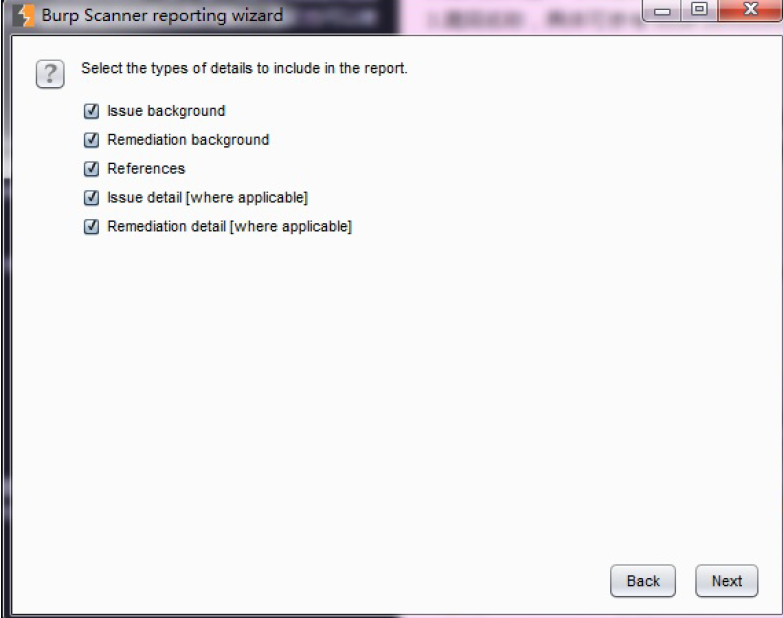 Burp Scanner reporting wizard
Select the types of details to include in the report.
Issue background
Remediation background
References
Issue detail [where applicable]
Remediation detail [where applicable]
Back
Next